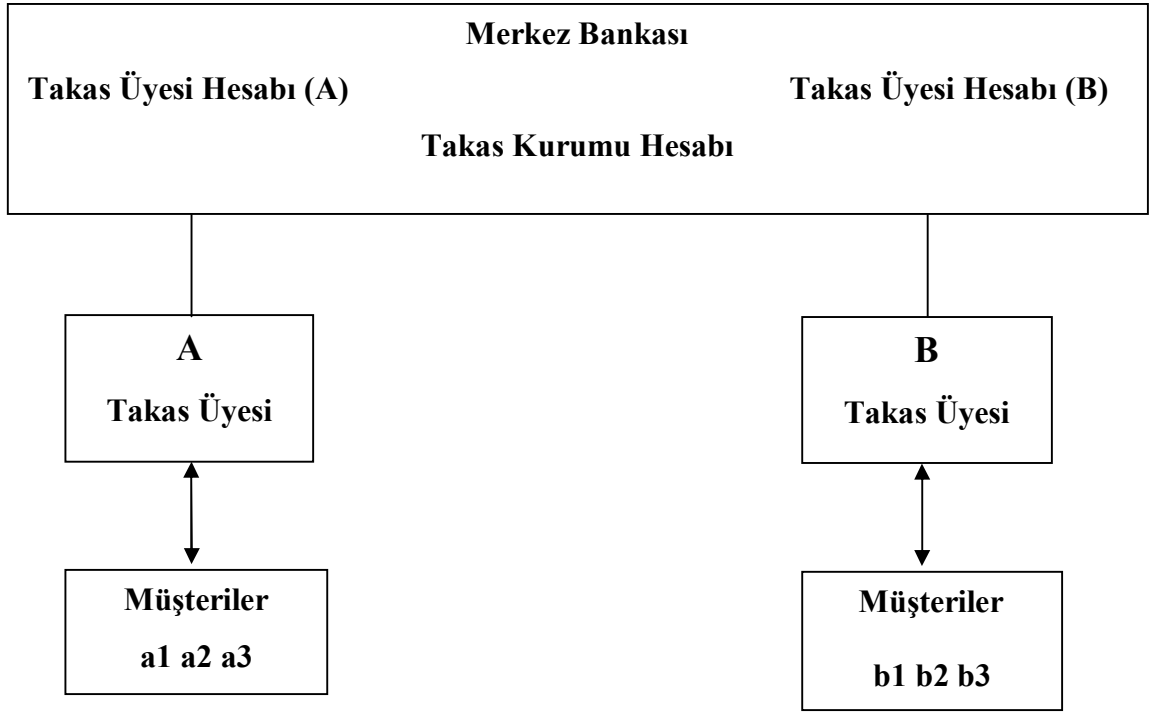 Merkez Bankası
Takas Üyesi Hesabı (A)
Takas Üyesi Hesabı (B)
Takas Kurumu Hesabı
A
Takas Üyesi
B
Takas Üyesi
Müşteriler
a1 a2 a3
Müşteriler
b1 b2 b3